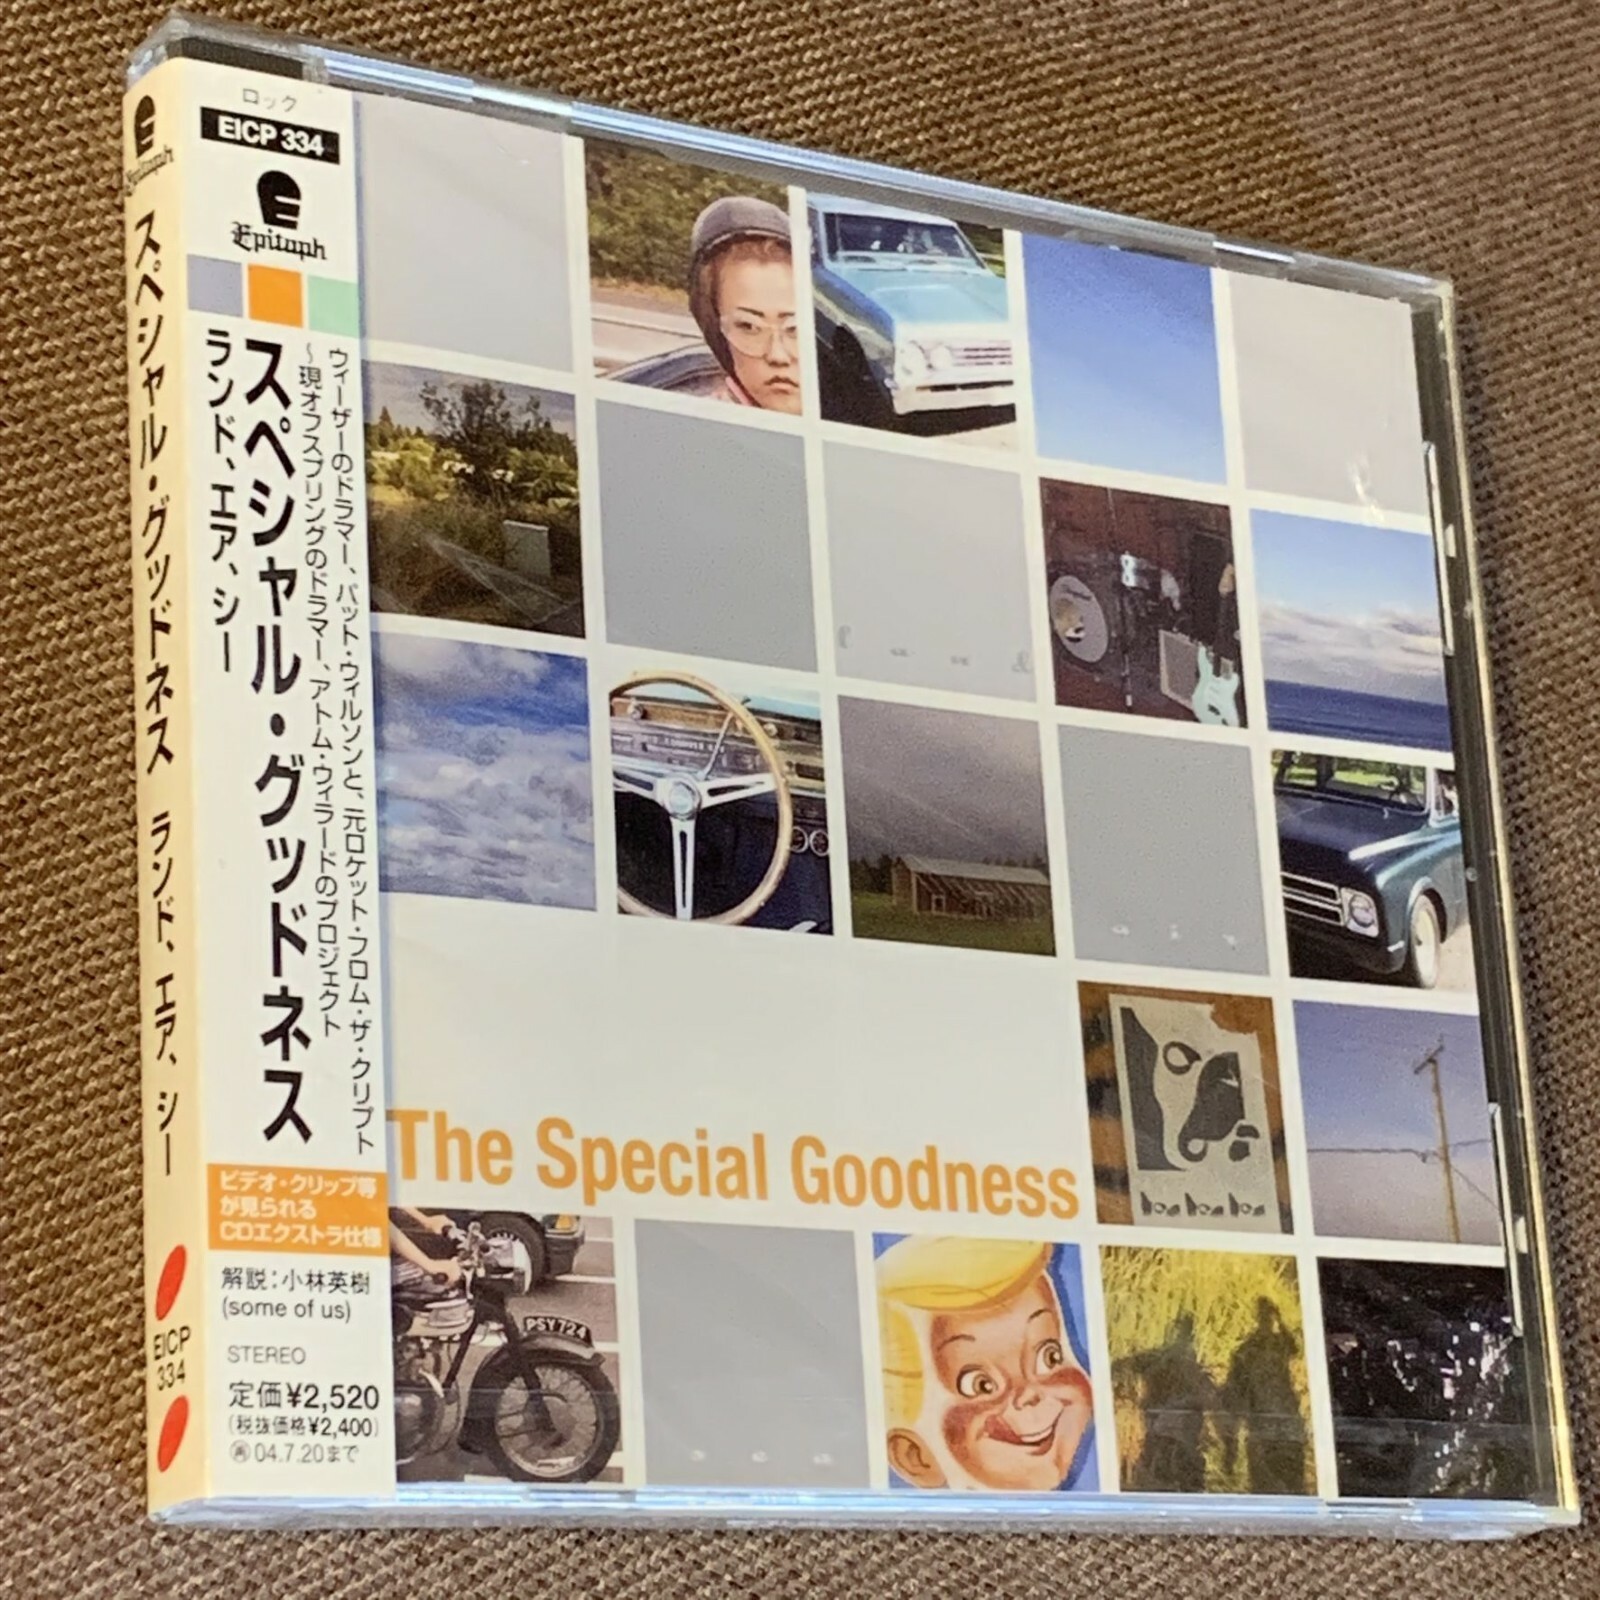 Epitaph
スペシャル・グッドネス ランド、エア、シー
EICP
334
ロック
EICP 334
Epitaph
ウィーザーのドラマー、パット・ウィルソンと、元ロケット・フロム・ザ・クリプト
〜現オフスプリングのドラマー、アトム・ウィラードのプロジェクト
スペシャル・グッドネス
ランド、エア、シー
ビデオ・クリップ等
が見られる
CDエクストラ仕様
解説:小林英樹
(some of us)
STEREO
定価¥2,520
(税抜価格¥2,400)
再04.7.20まで
land
air
sea
The Special Goodness
PSY724